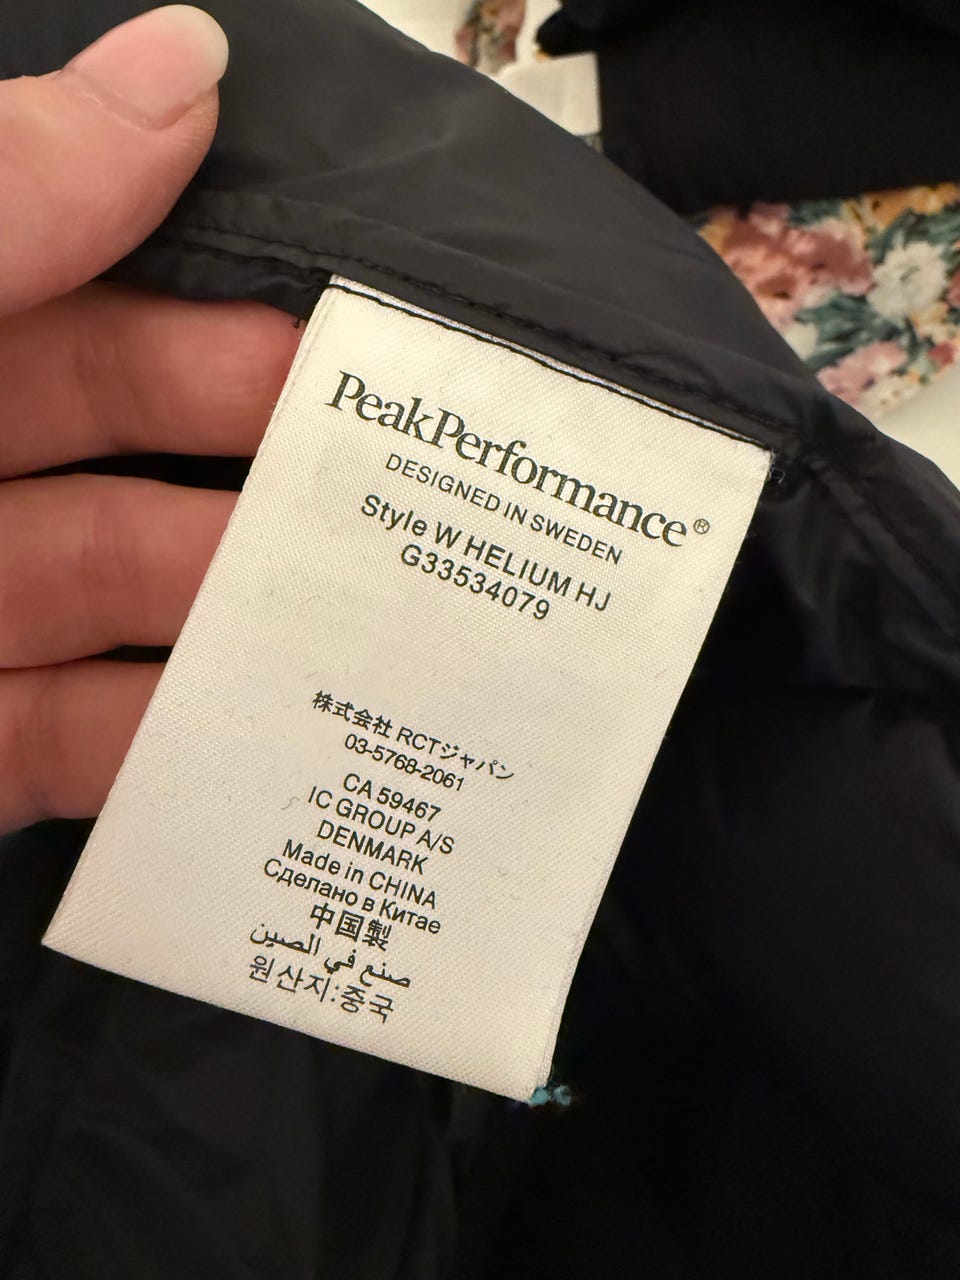 PeakPerformance®
DESIGNED IN SWEDEN
Style W HELIUM HJ
G33534079
株式会社 RCTジャパン
03-5768-2061
CA 59467
IC GROUP A/S
DENMARK
Made in CHINA
Сделано в Китае
中国製
صنع في الصين
원산지:중국